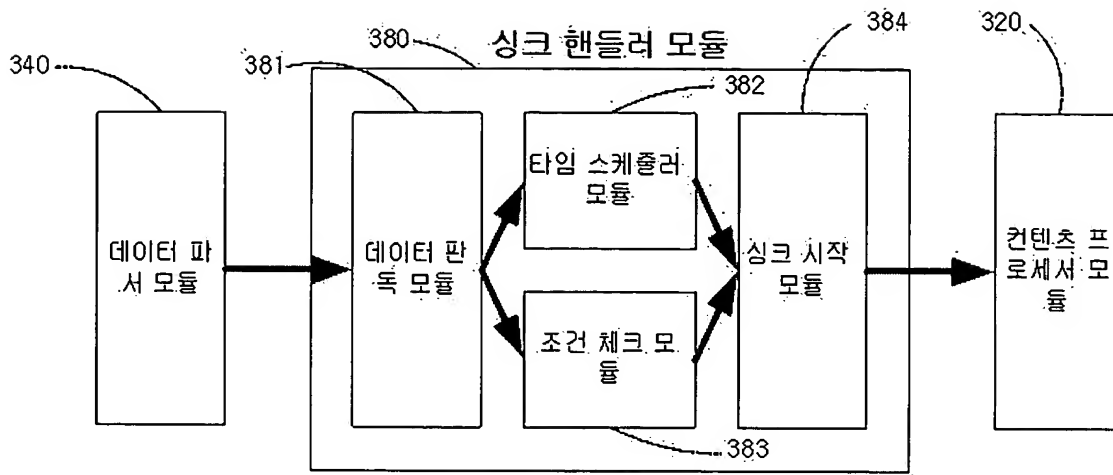 싱크 핸들러 모듈
340
381
380
382
384
320
데이터 파
서 모듈
데이터 판
독 모듈
타임 스케쥴러
모듈
조건 체크 모
듈
383
싱크 시작
모듈
컨텐츠 프
로세서 모
듈